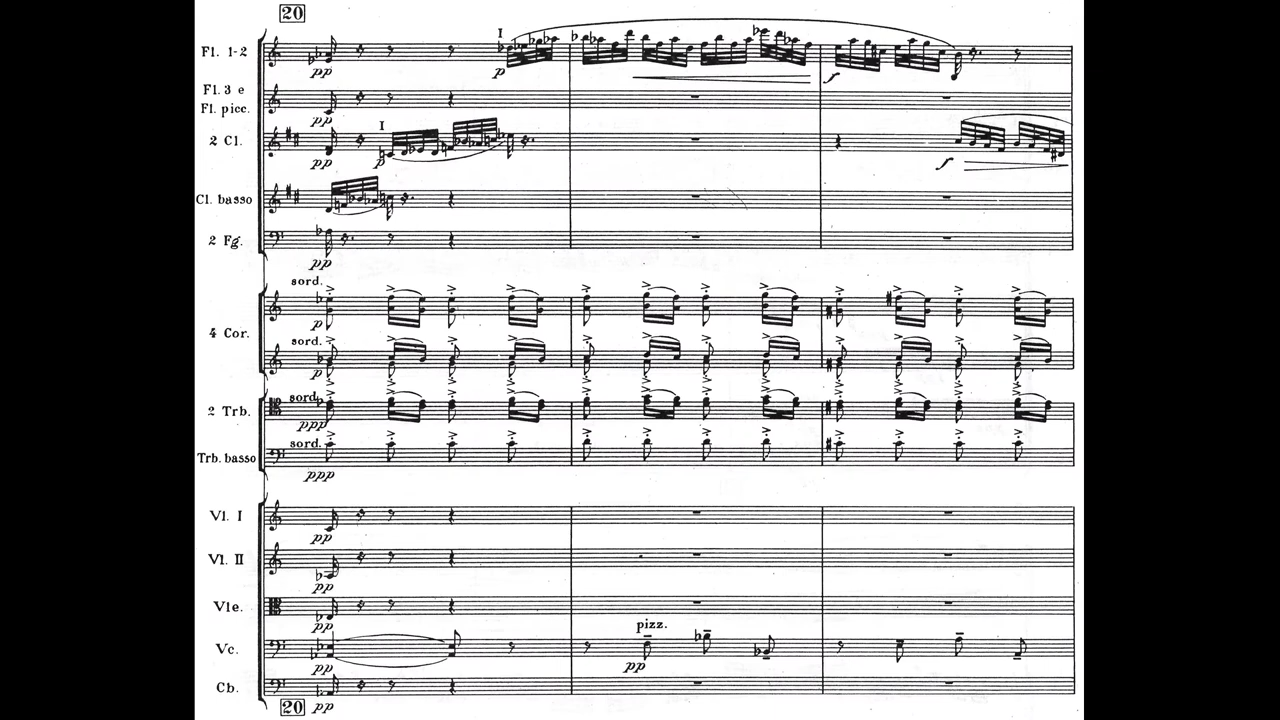 20
Fl. 1-2
I
pp
p
f
Fl. 3 e
Fl. picc.
pp
2 Cl.
I
pp
p
f
Cl. basso
2 Fg.
pp
sord.
4 Cor.
p
sord.
p
2 Trb.
sord.
ppp
Trb. basso
sord.
ppp
Vl. I
pp
Vl. II
pp
Vle.
pp
pizz.
Vc.
pp
pp
Cb.
20
pp